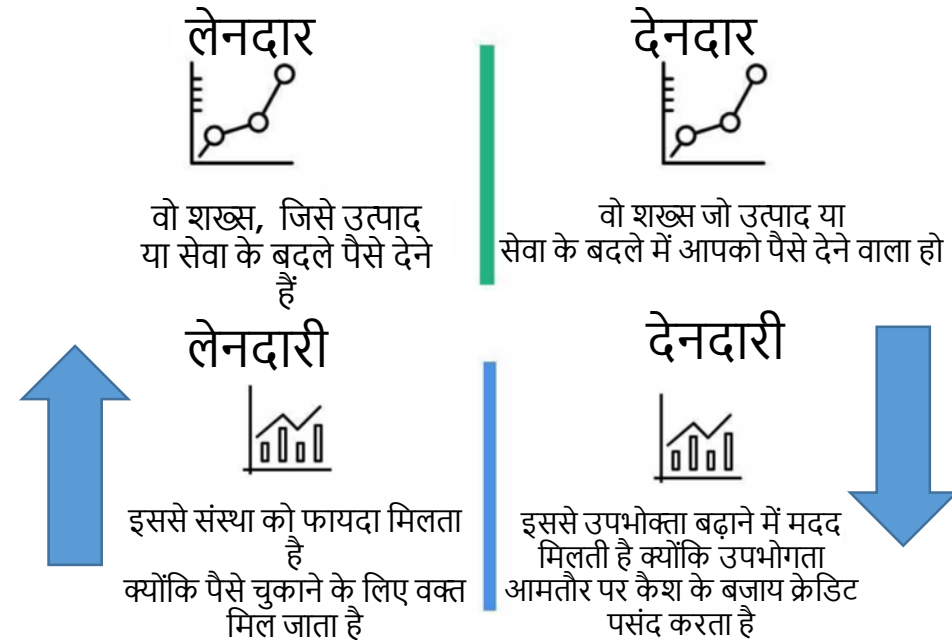 लेनदार
वो शख्स, जिसे उत्पाद
या सेवा के बदले पैसे देने
हैं
देनदार
वो शख्स जो उत्पाद या
सेवा के बदले में आपको पैसे देने वाला हो
लेनदारी
इससे संस्था को फायदा मिलता
है
क्योंकि पैसे चुकाने के लिए वक्त
मिल जाता है
देनदारी
इससे उपभोक्ता बढ़ाने में मदद
मिलती है क्योंकि उपभोगता
आमतौर पर कैश के बजाय क्रेडिट
पसंद करता है